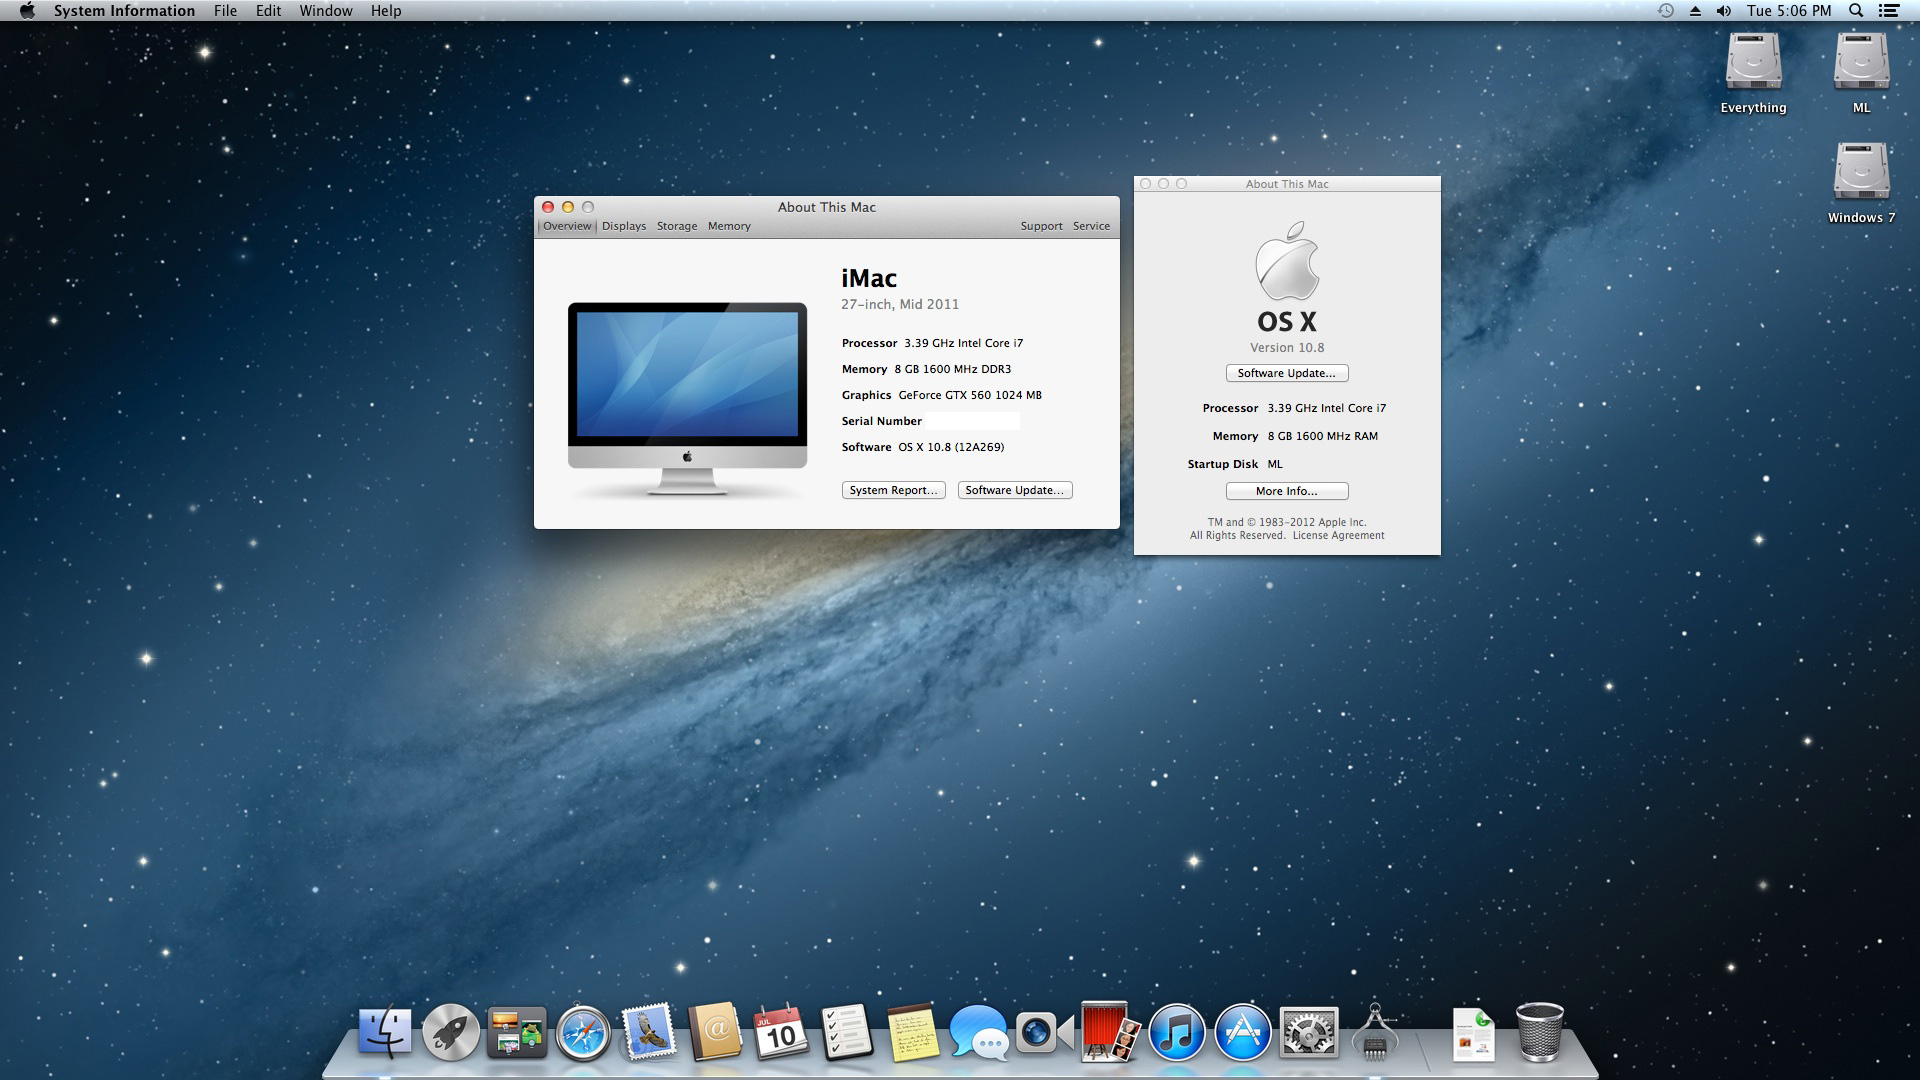 System Information File Edit Window Help
Tue 5:06 PM
Everything
ML
Windows 7
About This Mac
Overview Displays Storage Memory Support Service
iMac
27-inch, Mid 2011
Processor 3.39 GHz Intel Core i7
Memory 8 GB 1600 MHz DDR3
Graphics GeForce GTX 560 1024 MB
Serial Number
Software OS X 10.8 (12A269)
System Report... Software Update...
About This Mac
OS X
Version 10.8
Software Update...
Processor 3.39 GHz Intel Core i7
Memory 8 GB 1600 MHz RAM
Startup Disk ML
More Info...
TM and © 1983-2012 Apple Inc.
All Rights Reserved. License Agreement
JUL
10